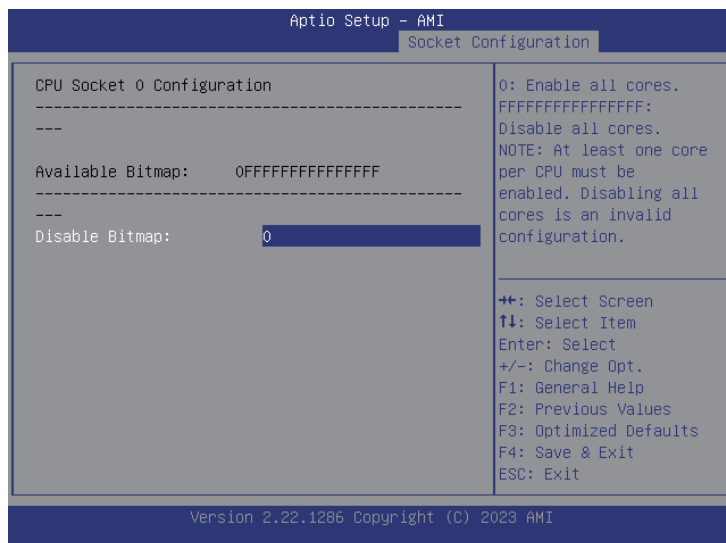 Aptio Setup – AMI
Socket Configuration
CPU Socket 0 Configuration
-----------------------------------------------
---
Available Bitmap: 0FFFFFFFFFFFFFFF
-----------------------------------------------
---
Disable Bitmap: 0
0: Enable all cores.
FFFFFFFFFFFFFFFF:
Disable all cores.
NOTE: At least one core
per CPU must be
enabled. Disabling all
cores is an invalid
configuration.
→←: Select Screen
↑↓: Select Item
Enter: Select
+/-: Change Opt.
F1: General Help
F2: Previous Values
F3: Optimized Defaults
F4: Save & Exit
ESC: Exit
Version 2.22.1286 Copyright (C) 2023 AMI